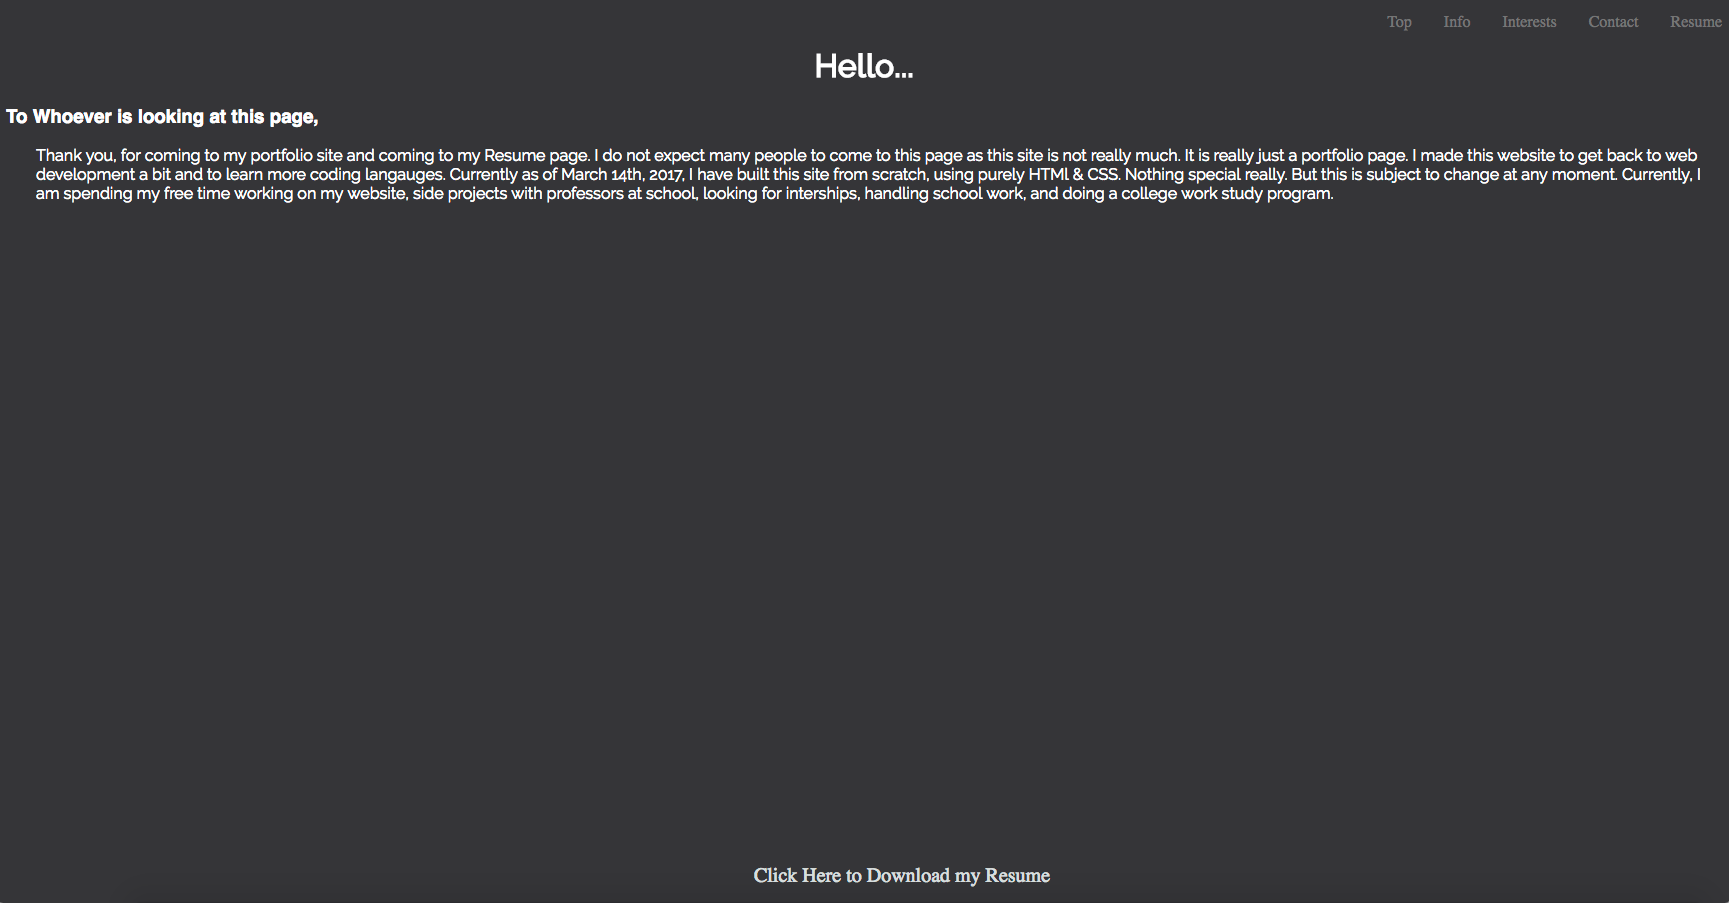 Top Info Interests Contact Resume
Hello...
To Whoever is looking at this page,
Thank you, for coming to my portfolio site and coming to my Resume page. I do not expect many people to come to this page as this site is not really much. It is really just a portfolio page. I made this website to get back to web
development a bit and to learn more coding langauges. Currently as of March 14th, 2017, I have built this site from scratch, using purely HTMl & CSS. Nothing special really. But this is subject to change at any moment. Currently, I
am spending my free time working on my website, side projects with professors at school, looking for interships, handling school work, and doing a college work study program.
Click Here to Download my Resume